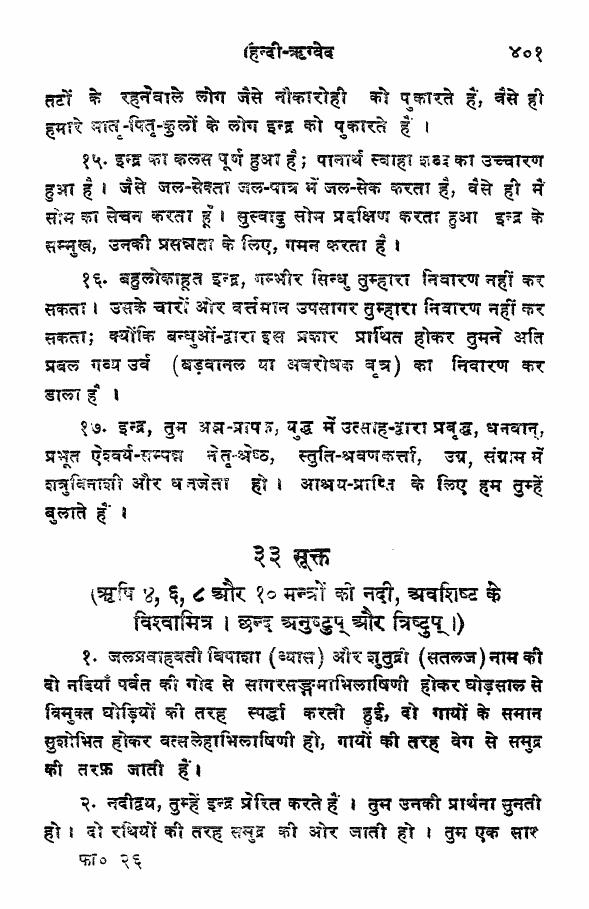 हिन्दी-ऋग्वेद ४०१
तटों के रहनेवाले लोग जैसे नौकारोही को पुकारते हैं, वैसे ही
हमारे मातृ-पितृ-कुलों के लोग इन्द्र को पुकारते हैं ।
१५. इन्द्र का कलस पूर्ण हुआ है; पानार्थ स्वाहा शब्द का उच्चारण
हुआ है । जैसे जल-सेक्ता जल-पात्र में जल-सेक करता है, वैसे ही मैं
सोम का सेचन करता हूँ । सुस्वादु सोम प्रदक्षिण करता हुआ इन्द्र के
सम्मुख, उनकी प्रसन्नता के लिए, गमन करता है ।
१६. बहुलोकाहूत इन्द्र, गम्भीर सिन्धु तुम्हारा निवारण नहीं कर
सकता । उसके चारों ओर वर्त्तमान उपसागर तुम्हारा निवारण नहीं कर
सकता; क्योंकि बन्धुओं-द्वारा इस प्रकार प्रार्थित होकर तुमने अति
प्रबल गव्य उर्व (बड़वानल या अवरोधक वृत्र) का निवारण कर
डाला है ।
१७. इन्द्र, तुम अन्न-प्रापक, युद्ध में उत्साह-द्वारा प्रवृद्ध, धनवान्,
प्रभूत ऐश्वर्य-सम्पन्न नेतृ-श्रेष्ठ, स्तुति-श्रवणकर्त्ता, उग्र, संग्राम में
शत्रुविनाशी और धनजेता हो । आश्रय-प्राप्ति के लिए हम तुम्हें
बुलाते हैं ।
३३ सूक्त
(ऋषि ४, ६, ८ और १० मन्त्रों की नदी, अवशिष्ट के
विश्वामित्र । छन्द अनुष्टुप् और त्रिष्टुप् ।)
१. जलप्रवाहवती विपाशा (ब्यास) और शुतुद्री (सतलज) नाम की
दो नदियाँ पर्वत की गोद से सागरसङ्गमाभिलाषिणी होकर घोड़साल से
विमुक्त घोड़ियों की तरह स्पर्द्धा करती हुई, दो गायों के समान
सुशोभित होकर वत्सलेहाभिलाषिणी हो, गायों की तरह वेग से समुद्र
की तरफ़ जाती हैं ।
२. नदीद्वय, तुम्हें इन्द्र प्रेरित करते हैं । तुम उनकी प्रार्थना सुनती
हो । दो रथियों की तरह समुद्र की ओर जाती हो । तुम एक साथ
फा० २६